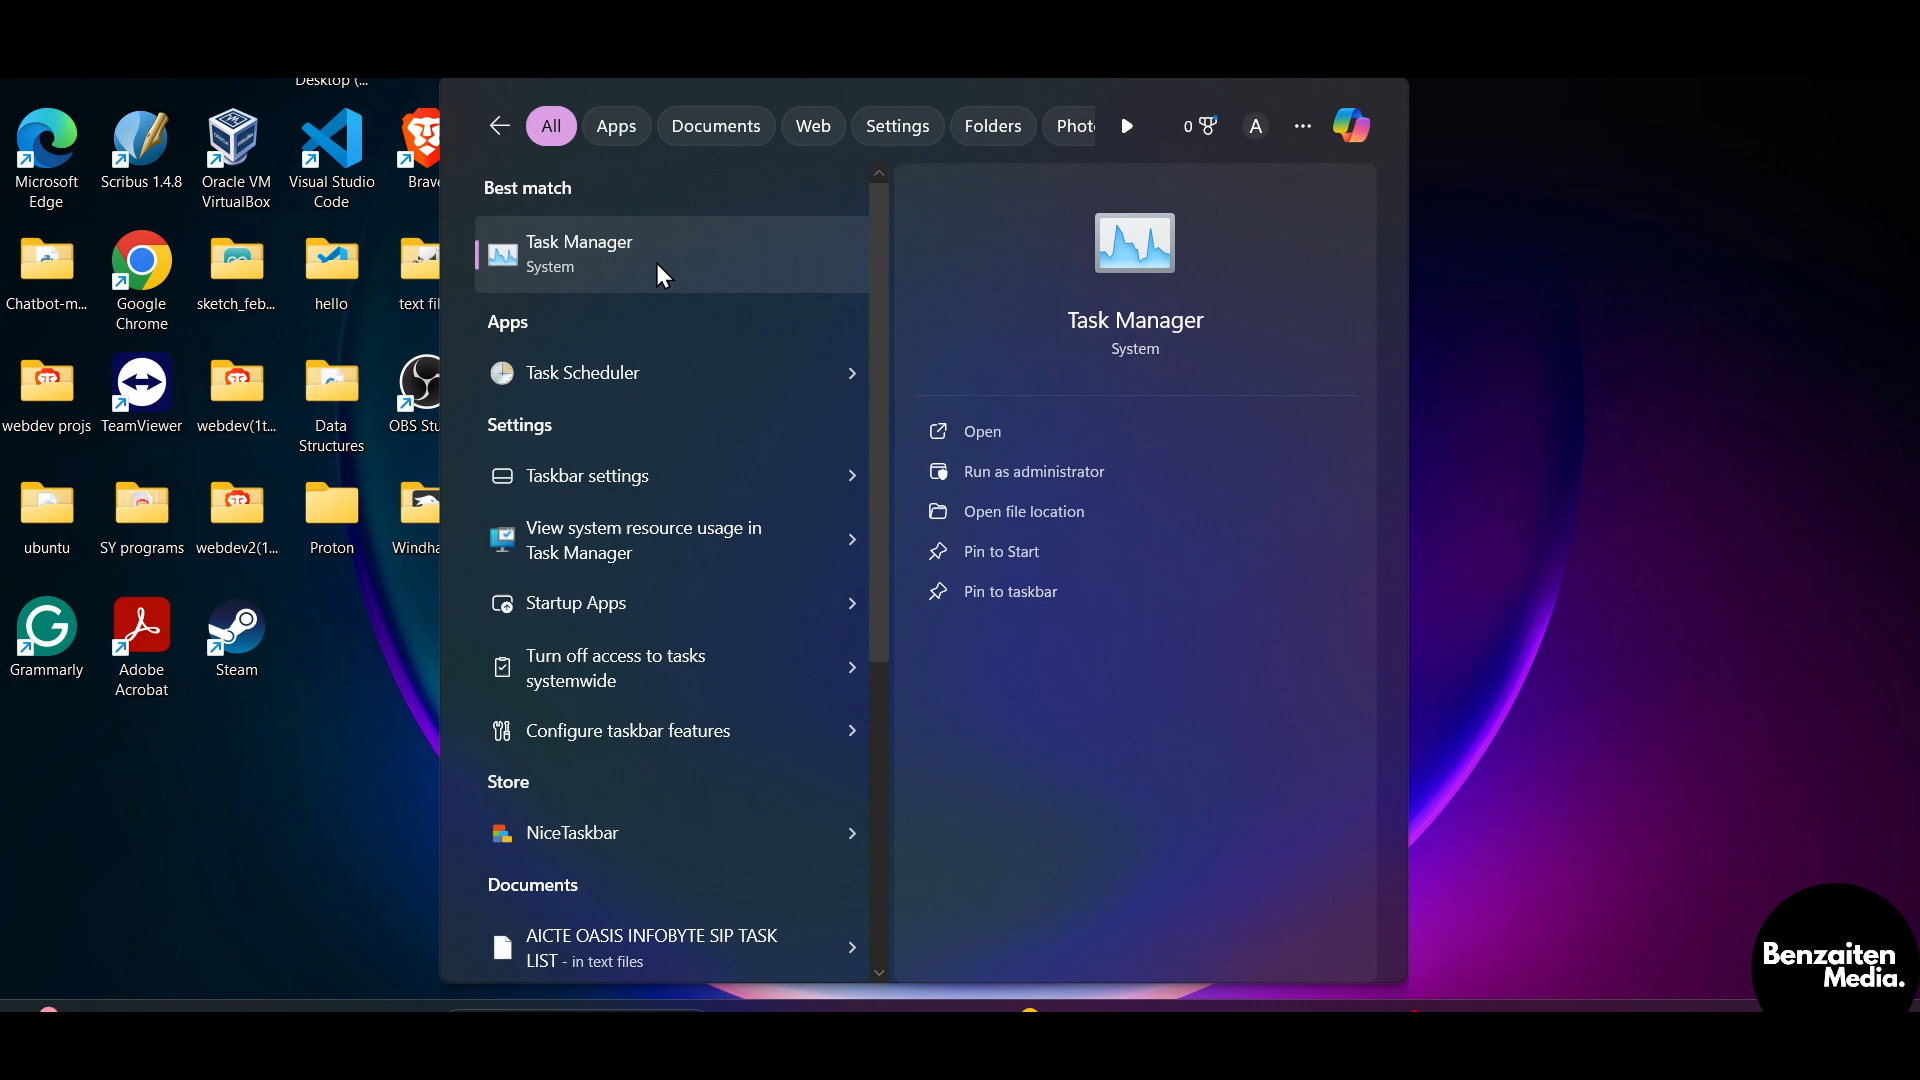 Desktop (...
Microsoft
Edge
Scribus 1.4.8
Oracle VM
VirtualBox
Visual Studio
Code
Brave
Chatbot-m...
Google
Chrome
sketch_feb...
hello
text fil
webdev projs
TeamViewer
webdev(1t...
Data
Structures
OBS Stu
ubuntu
SY programs
webdev2(1...
Proton
Windha
Grammarly
Adobe
Acrobat
Steam
All
Apps
Documents
Web
Settings
Folders
Phot
0
A
Best match
Task Manager
System
Apps
Task Scheduler
Settings
Taskbar settings
View system resource usage in
Task Manager
Startup Apps
Turn off access to tasks
systemwide
Configure taskbar features
Store
NiceTaskbar
Documents
AICTE OASIS INFOBYTE SIP TASK
LIST - in text files
Task Manager
System
Open
Run as administrator
Open file location
Pin to Start
Pin to taskbar
Benzaiten
Media.